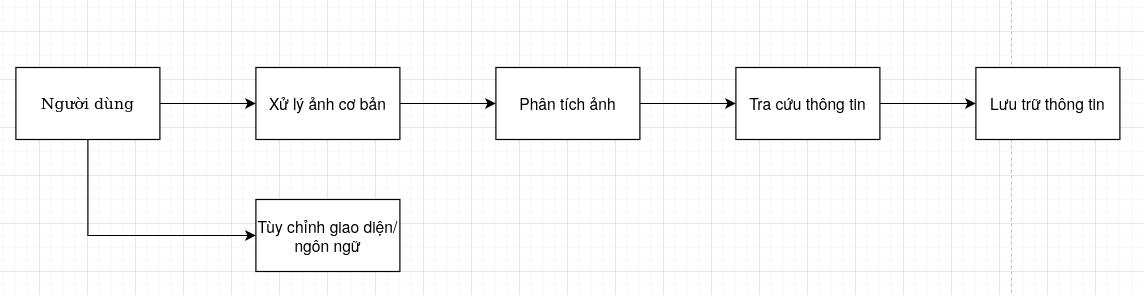 Người dùng
Xử lý ảnh cơ bản
Phân tích ảnh
Tra cứu thông tin
Lưu trữ thông tin
Tùy chỉnh giao diện/
ngôn ngữ